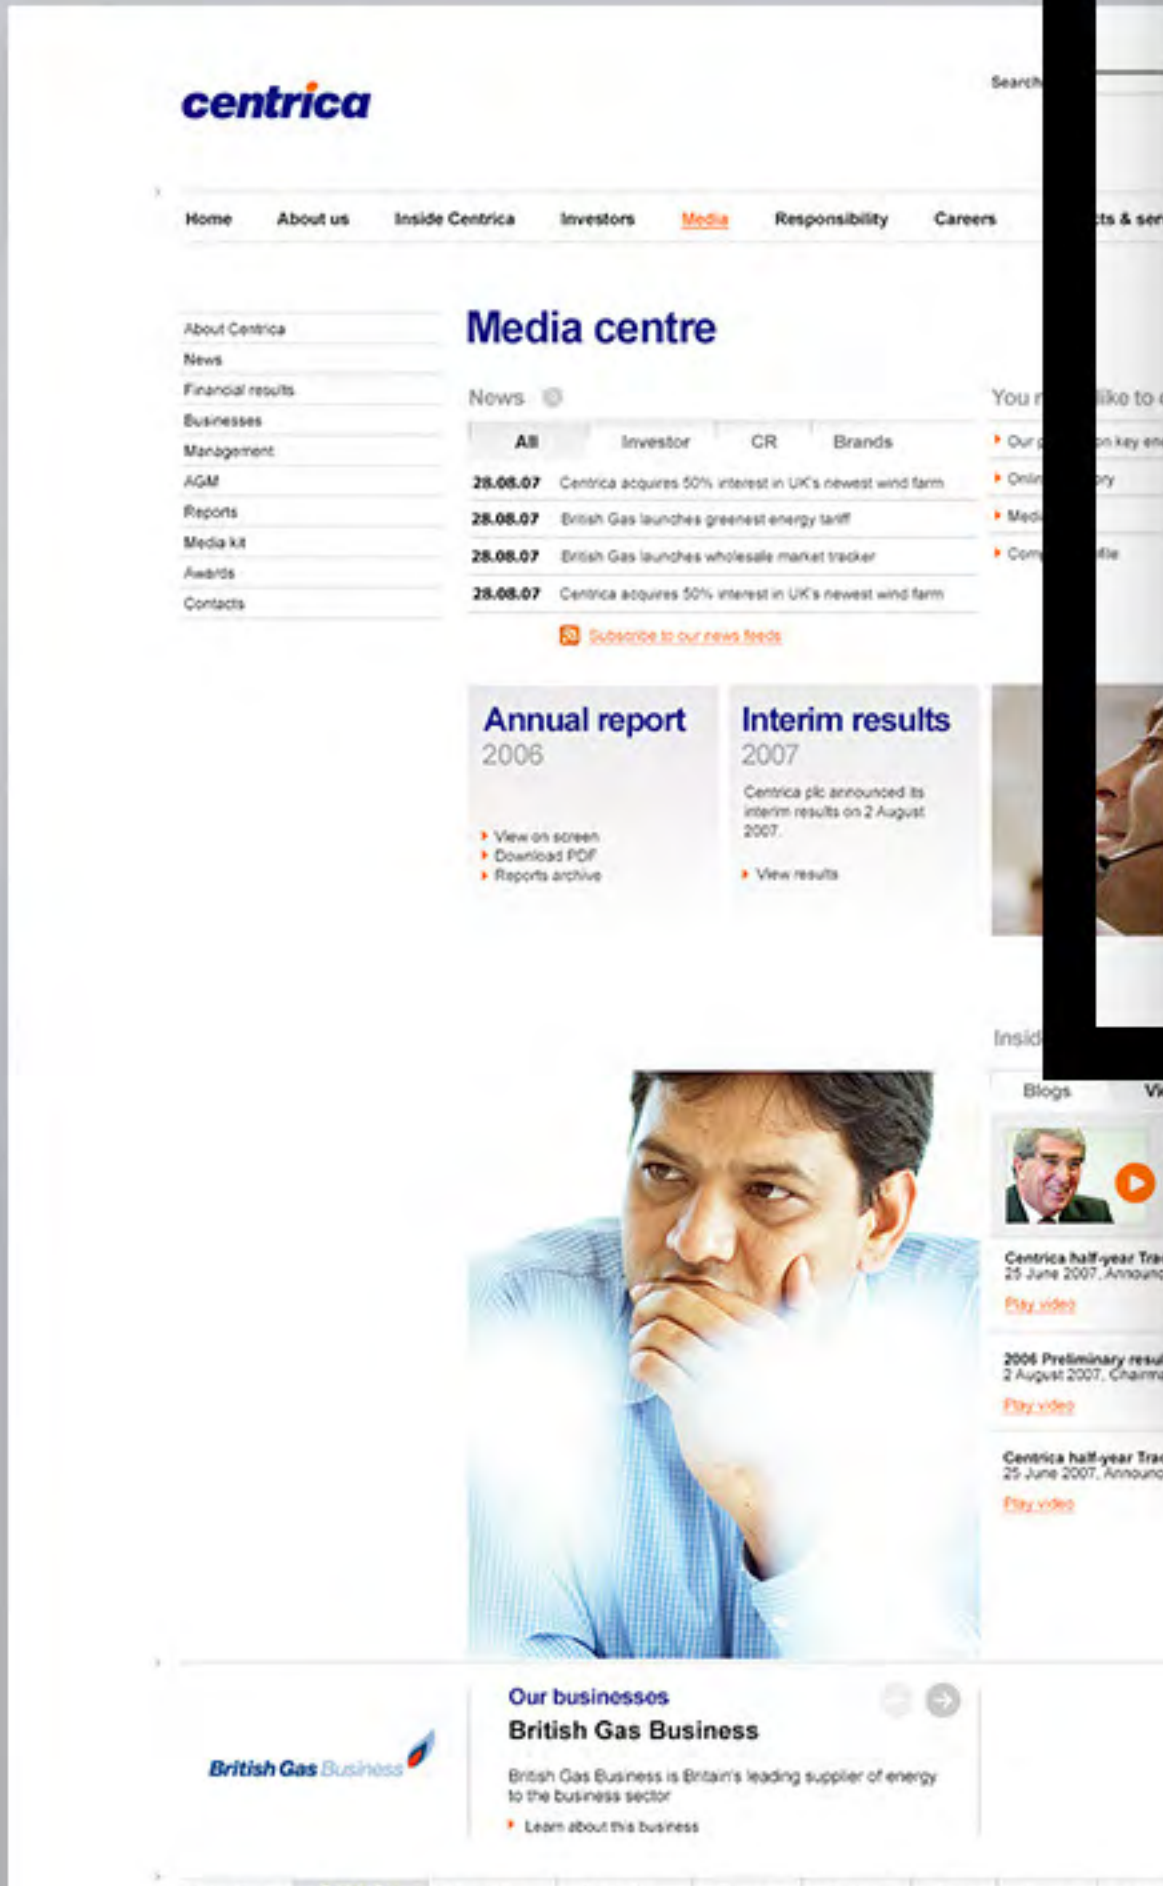 centrica
Search
Home About us Inside Centrica Investors Media Responsibility Careers cts & ser
About Centrica
News
Financial results
Businesses
Management
AGM
Reports
Media kit
Awards
Contacts
Media centre
News
All Investor CR Brands
28.08.07 Centrica acquires 50% interest in UK's newest wind farm
28.08.07 British Gas launches greenest energy tariff
28.08.07 British Gas launches wholesale market tracker
28.08.07 Centrica acquires 50% interest in UK's newest wind farm
Subscribe to our news feeds
You like to
Our on key
Annual report
2006
View on screen
Download PDF
Reports archive
Interim results
2007
Centrica plc announced its
interim results on 2 August
2007.
View results
Blogs
Centrica half-year
25 June 2007,
Play video
2006 Preliminary
2 August 2007,
Play video
Centrica half-year
25 June 2007,
Play video
British Gas Business
Our businesses
British Gas Business
British Gas Business is Britain's leading supplier of energy
to the business sector
Learn about this business